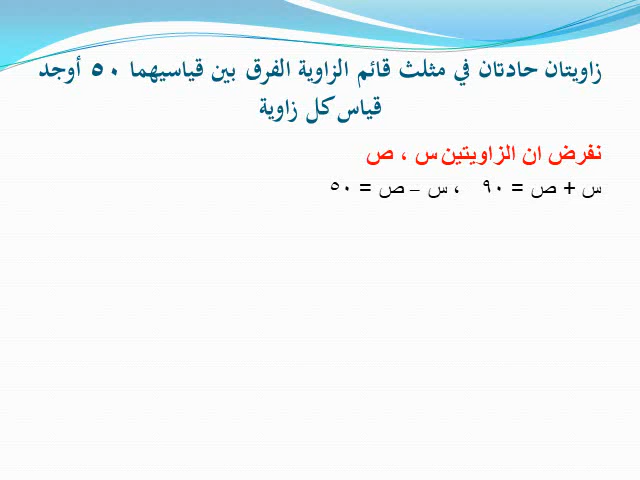 زاويتان حادتان في مثلث قائم الزاوية الفرق بين قياسيهما ٥٠ أوجد
قياس كل زاوية
نفرض ان الزاويتين س ، ص
س + ص = ٩٠ ، س – ص = ٥٠